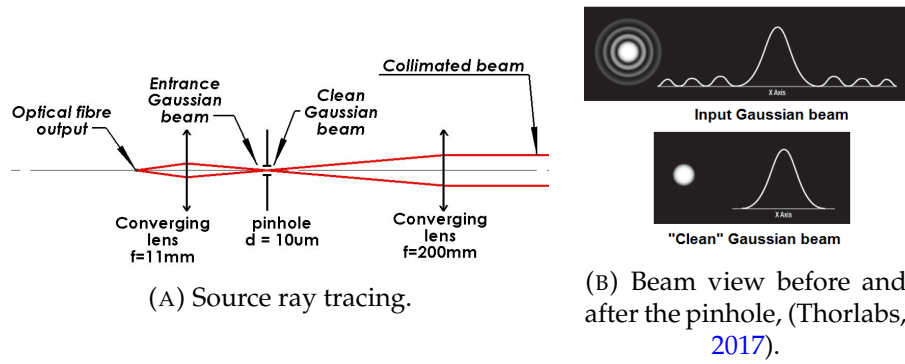 Collimated beam
Entrance
Gaussian
beam
Clean
Gaussian
beam
Optical fibre
output
Converging
lens
f=11mm
pinhole
d = 10um
Converging
lens
f=200mm
(A) Source ray tracing.
X Axis
Input Gaussian beam
X Axis
"Clean" Gaussian beam
(B) Beam view before and
after the pinhole, (Thorlabs,
2017).